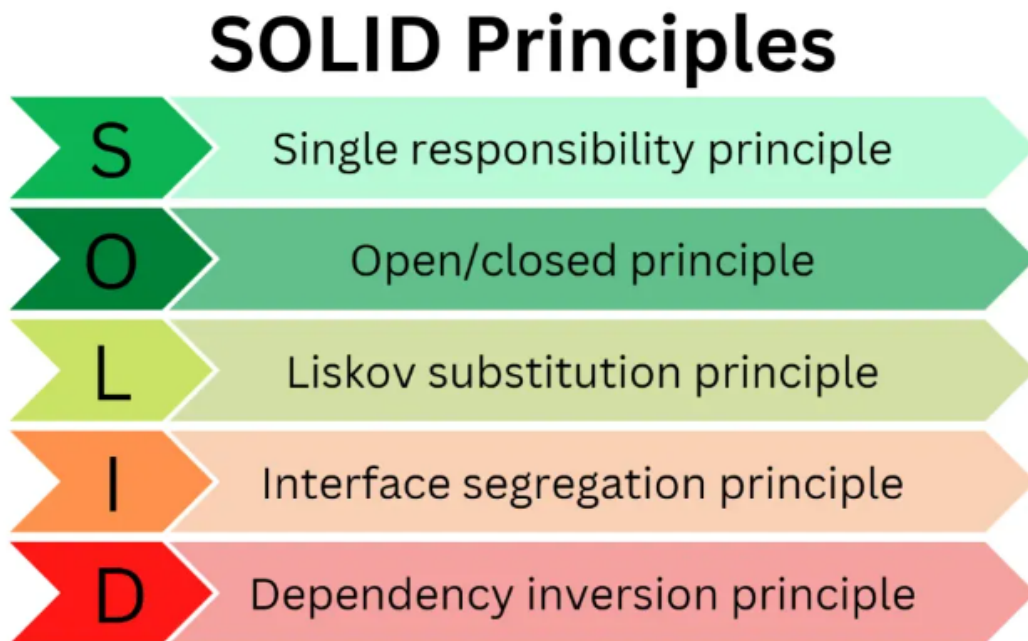 SOLID Principles
S Single responsibility principle
O Open/closed principle
L Liskov substitution principle
I Interface segregation principle
D Dependency inversion principle